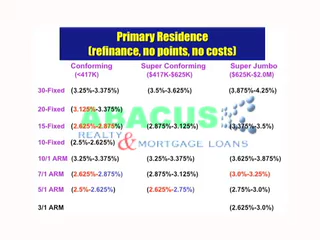 Primary Residence
(refinance, no points, no costs)
Conforming Super Conforming Super Jumbo
(<417K) ($417K-$625K) ($625K-$2.0M)
30-Fixed (3.25%-3.375%) (3.5%-3.625%) (3.875%-4.25%)
20-Fixed (3.125%-3.375%)
ABACUS
15-Fixed (2.625%-2.875%) (2.875%-3.125%) (3.375%-3.5%)
REALTY & MORTGAGE LOANS
10-Fixed (2.5%-2.625%)
10/1 ARM (3.25%-3.375%) (3.25%-3.375%) (3.625%-3.875%)
7/1 ARM (2.625%-2.875%) (2.875%-3.125%) (3.0%-3.25%)
5/1 ARM (2.5%-2.625%) (2.625%-2.75%) (2.75%-3.0%)
3/1 ARM (2.625%-3.0%)